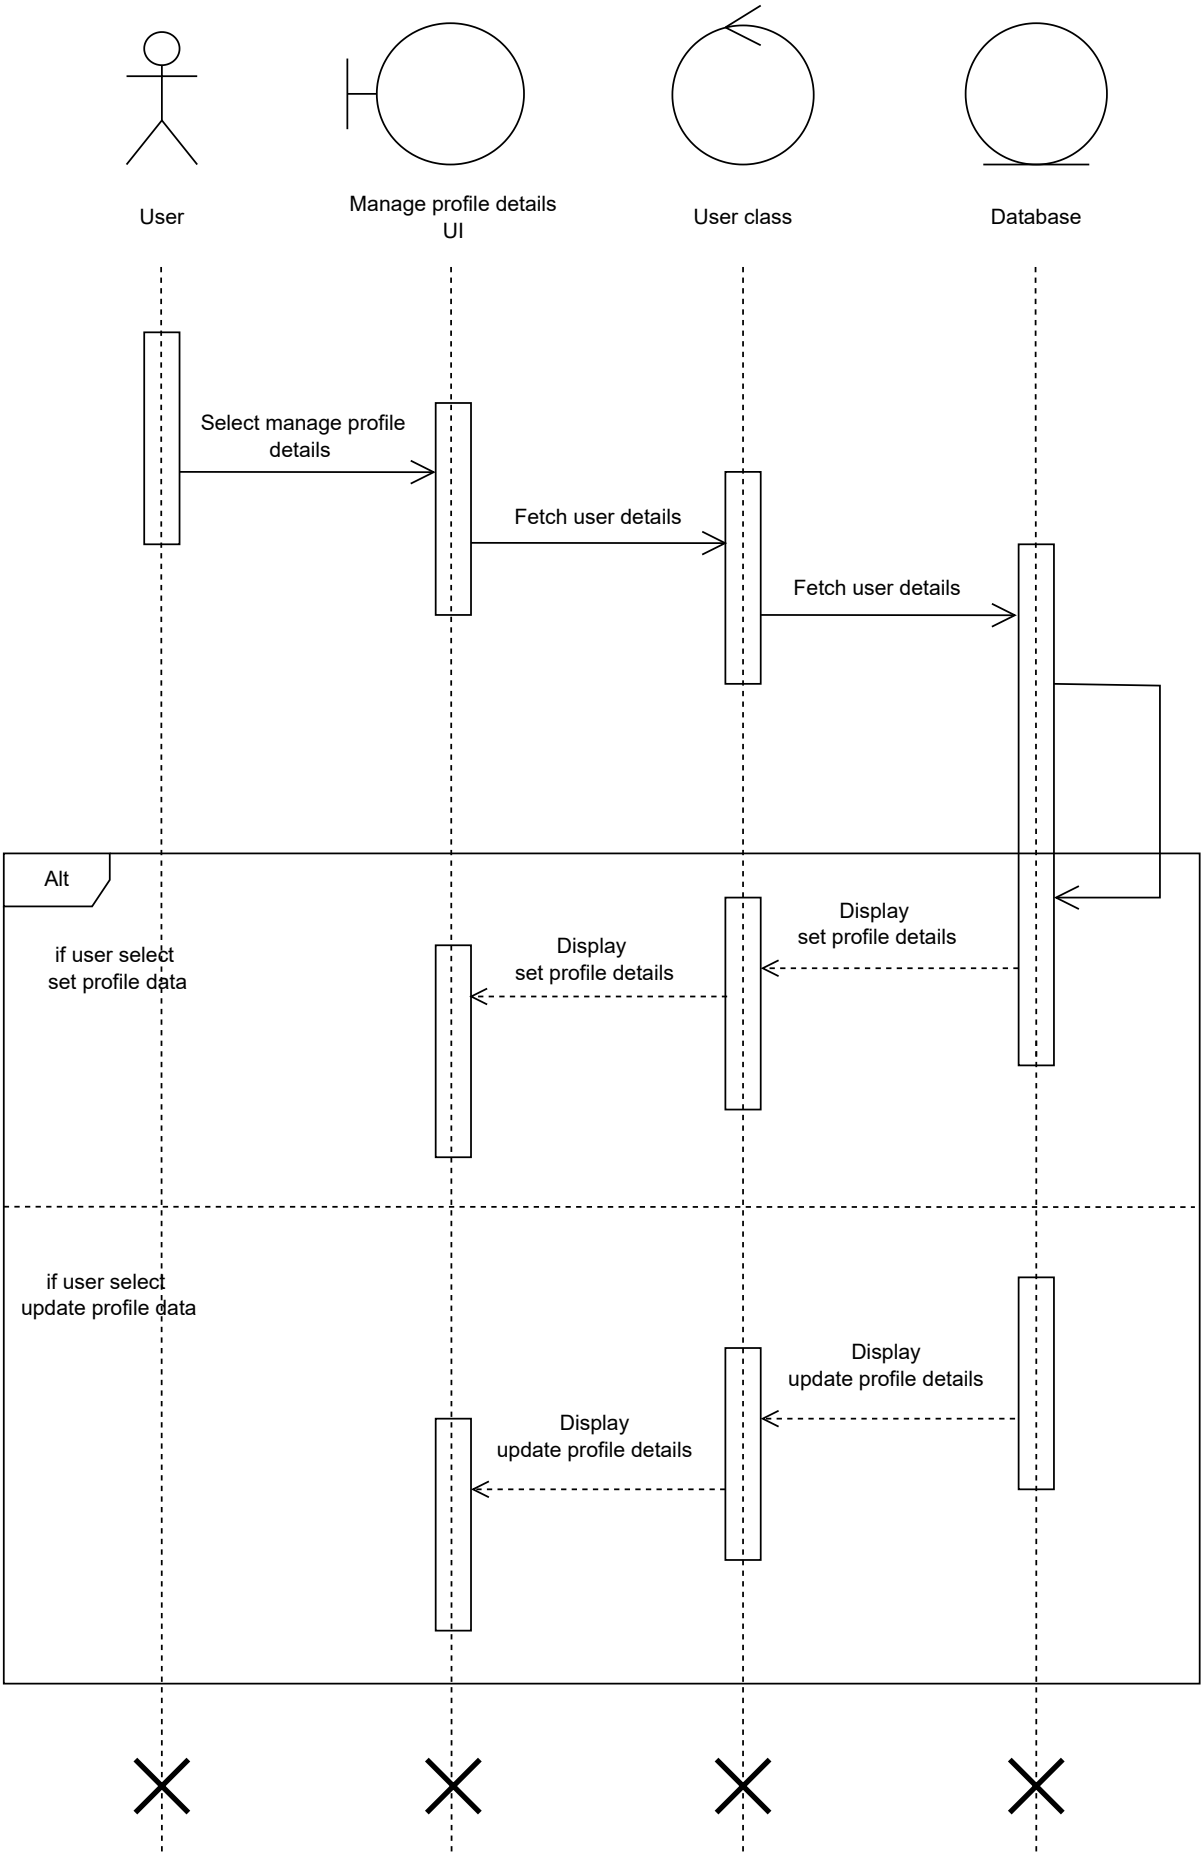 User
Manage profile details
UI
User class
Database
Select manage profile
details
Fetch user details
Fetch user details
Alt
if user select
set profile data
Display
set profile details
Display
set profile details
if user select
update profile data
Display
update profile details
Display
update profile details